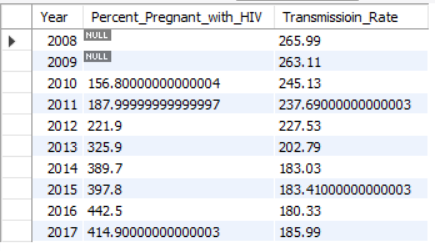 Year Percent_Pregnant_with_HIV Transmissioin_Rate
2008 NULL 265.99
2009 NULL 263.11
2010 156.80000000000004 245.13
2011 187.99999999999997 237.69000000000003
2012 221.9 227.53
2013 325.9 202.79
2014 389.7 183.03
2015 397.8 183.41000000000003
2016 442.5 180.33
2017 414.90000000000003 185.99